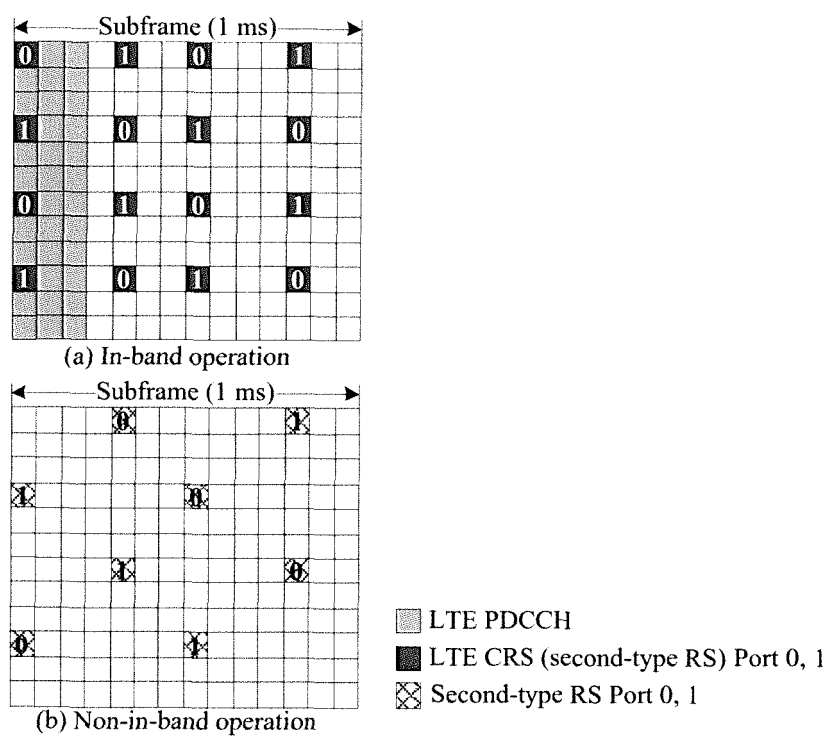 Subframe (1 ms)
0 1 0 1
1 0 1 0
0 1 0 1
1 0 1 0
(a) In-band operation
Subframe (1 ms)
0 1
1 0
1 0
0 1
(b) Non-in-band operation
LTE PDCCH
LTE CRS (second-type RS) Port 0, 1
Second-type RS Port 0, 1